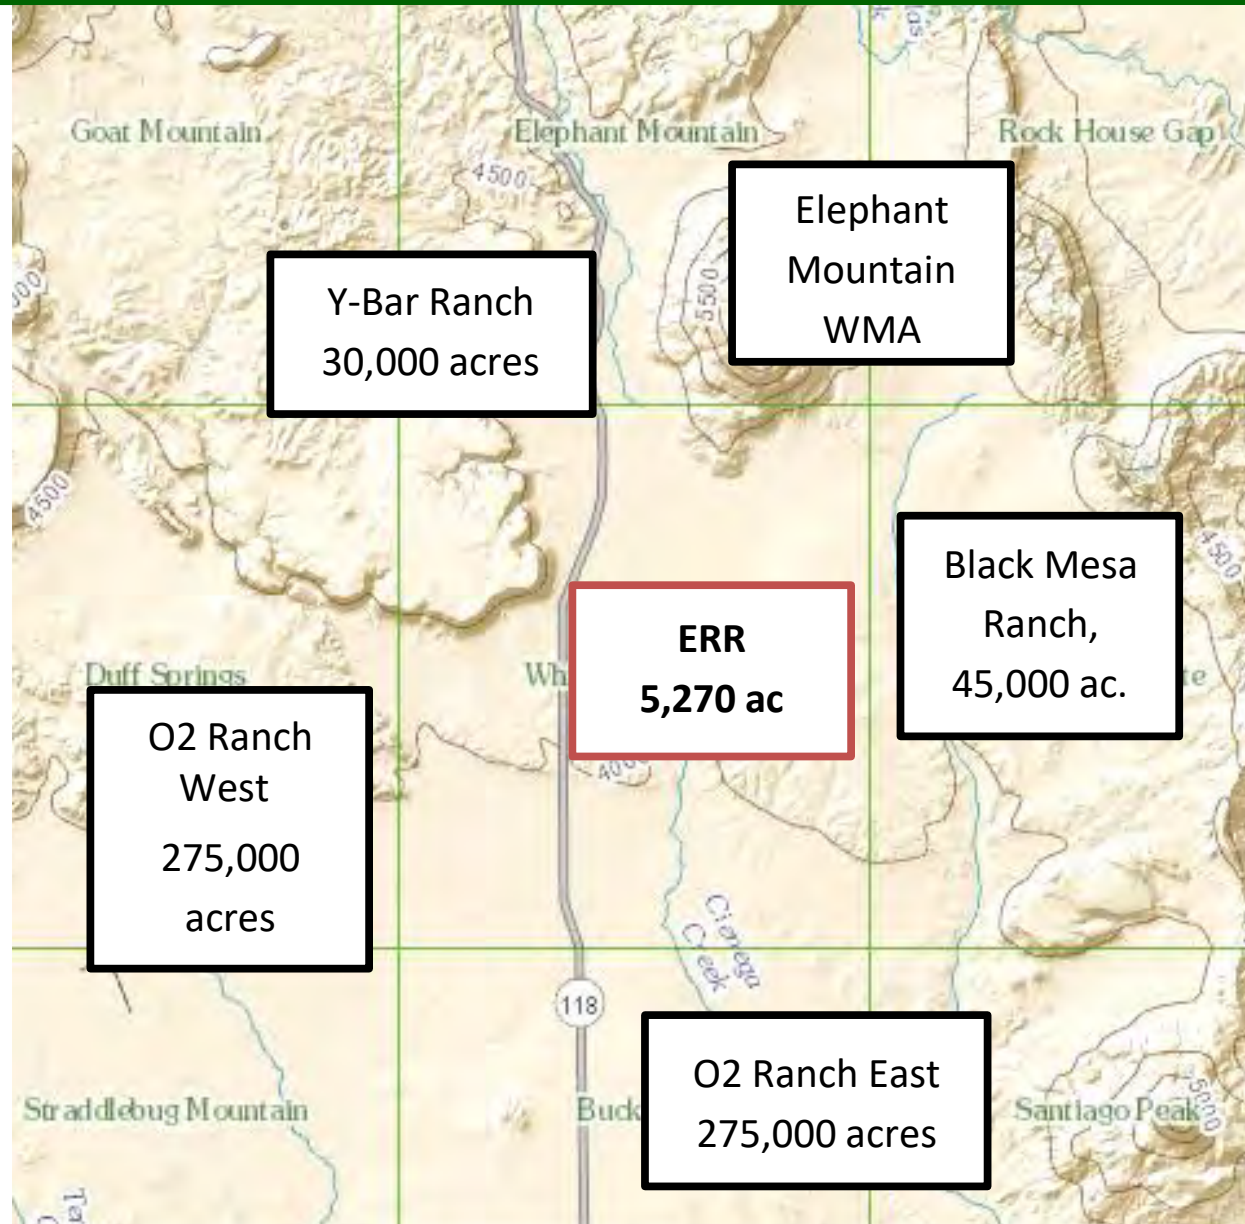 Goat Mountain
Elephant Mountain
Rock House Gap
4500
Elephant
Mountain
WMA
5500
Y-Bar Ranch
30,000 acres
4500
4500
Black Mesa
Ranch,
45,000 ac.
ERR
5,270 ac
Duff Springs
O2 Ranch
West
275,000
acres
Cienega
Creek
118
O2 Ranch East
275,000 acres
Straddlebug Mountain
Buck
Santiago Peak
5000